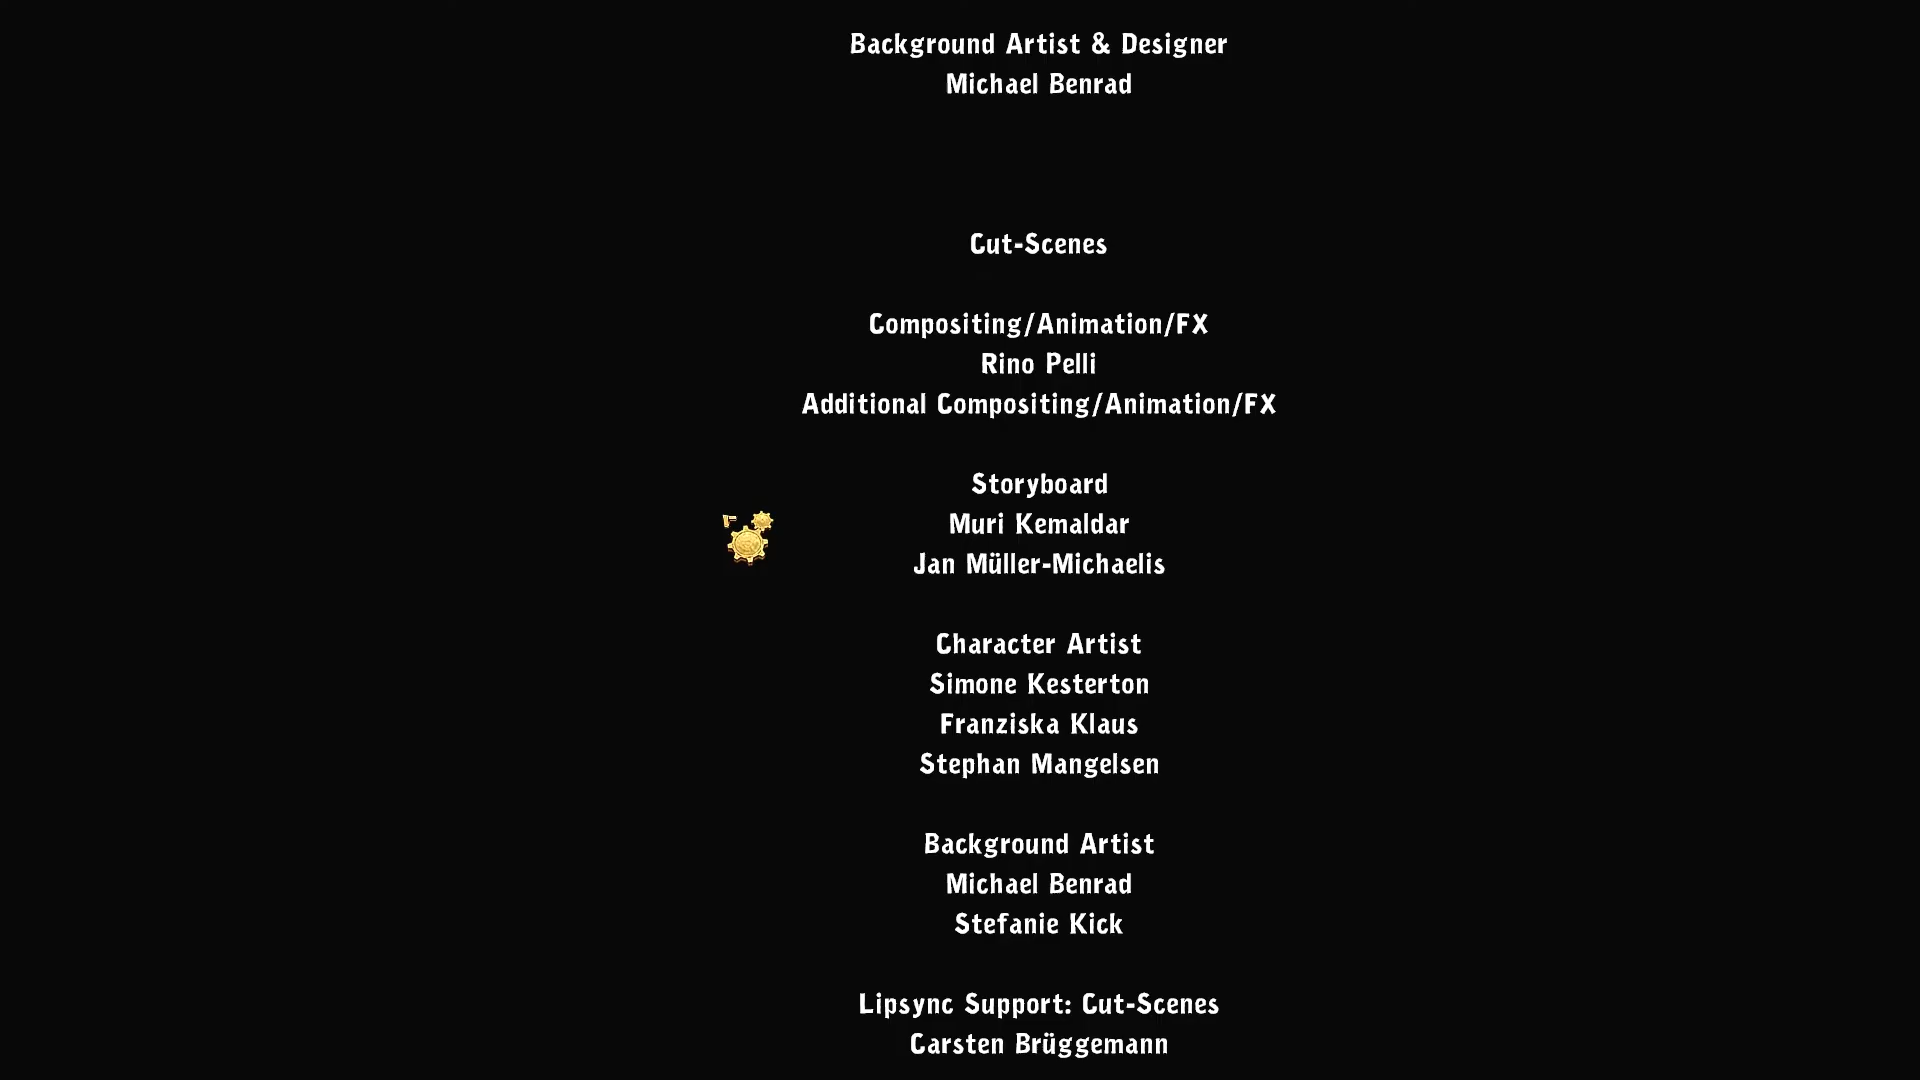 Background Artist & Designer
Michael Benrad
Cut-Scenes
Compositing/Animation/FX
Rino Pelli
Additional Compositing/Animation/FX
Storyboard
Muri Kemaldar
Jan Müller-Michaelis
Character Artist
Simone Kesterton
Franziska Klaus
Stephan Mangelsen
Background Artist
Michael Benrad
Stefanie Kick
Lipsync Support: Cut-Scenes
Carsten Brüggemann